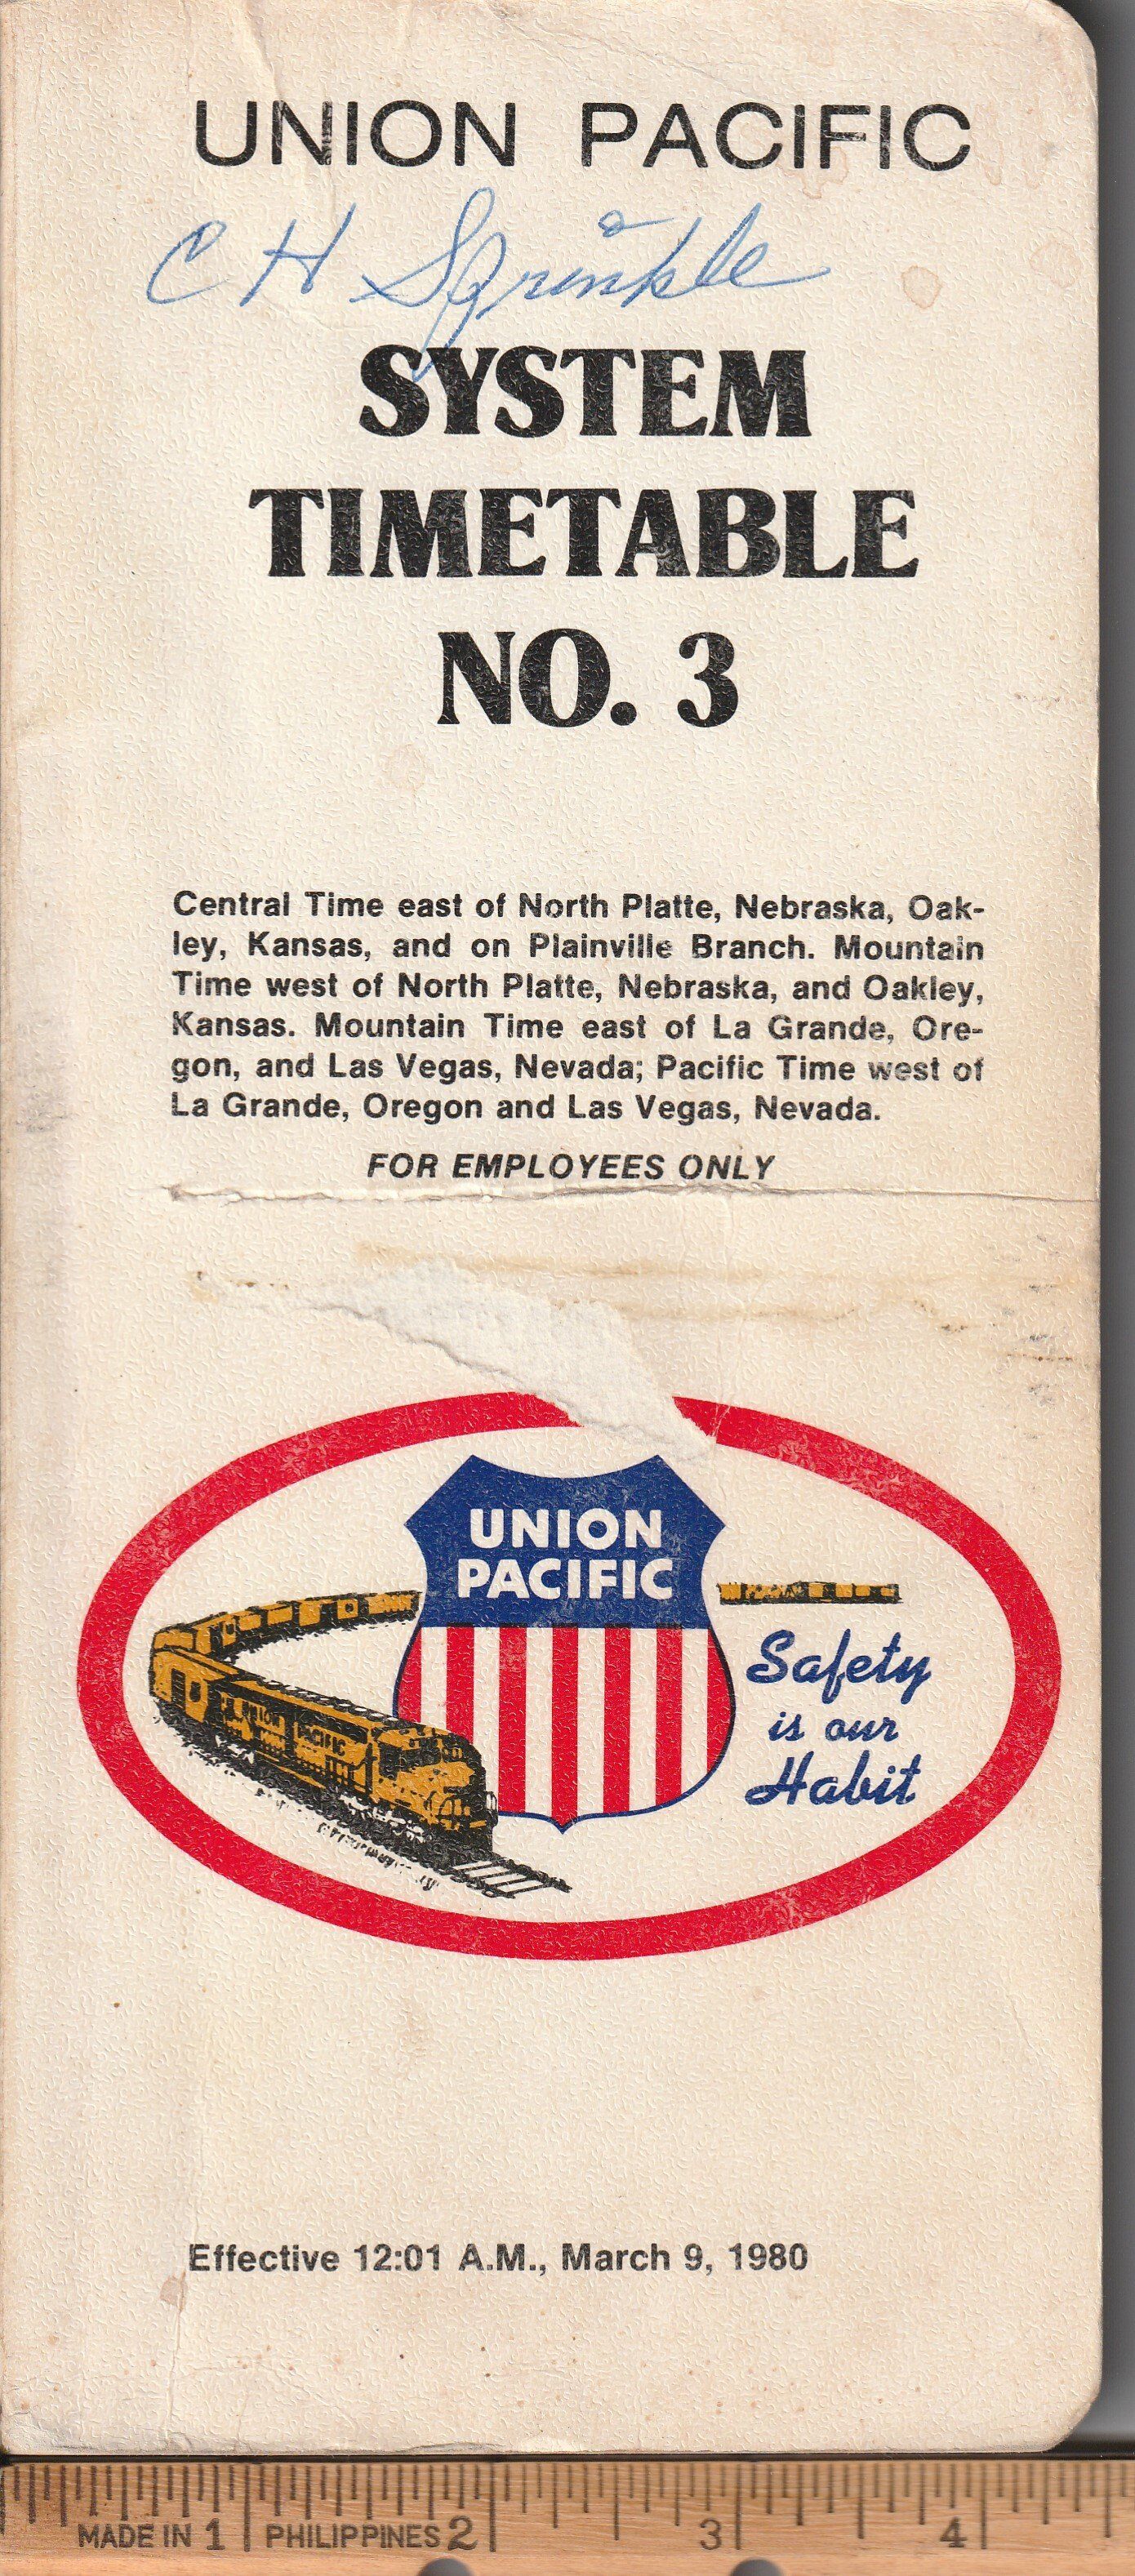 UNION PACIFIC
C H Sprinkle
SYSTEM
TIMETABLE
NO. 3
Central Time east of North Platte, Nebraska, Oak-
ley, Kansas, and on Plainville Branch. Mountain
Time west of North Platte, Nebraska, and Oakley,
Kansas. Mountain Time east of La Grande, Ore-
gon, and Las Vegas, Nevada; Pacific Time west of
La Grande, Oregon and Las Vegas, Nevada.
FOR EMPLOYEES ONLY
UNION
PACIFIC
Safety
is our
Habit
UNION PACIFIC
Effective 12:01 A.M., March 9, 1980
MADE IN 1 PHILIPPINES 2 3 4